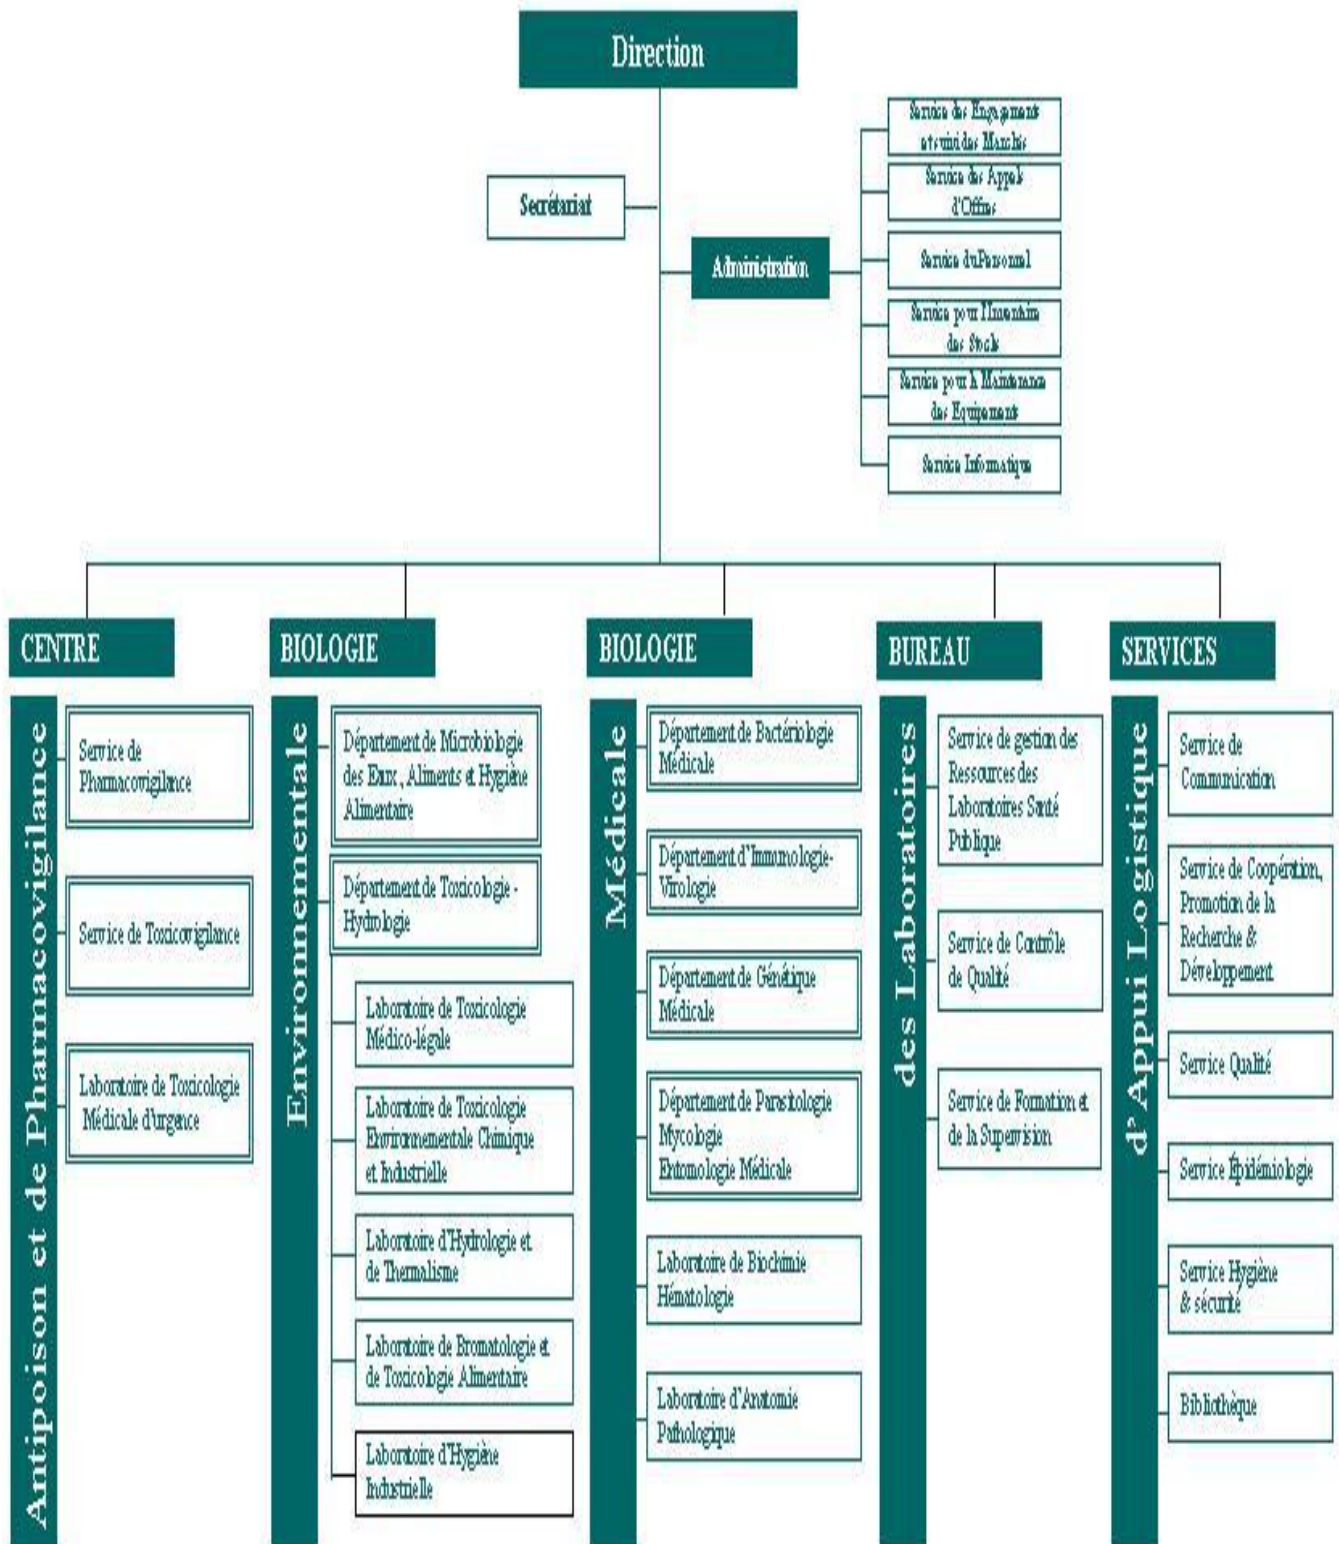 Direction
Secrétariat
Administration
Service des Engagements
et suivi des Marchés
Service des Appels
d'Offres
Service du Personnel
Service pour l'Inventaire
des Stocks
Service pour la Maintenance
des Equipements
Service Informatique
CENTRE
Antipoison et de Pharmacovigilance
Service de
Pharmacovigilance
Service de Toxicovigilance
Laboratoire de Toxicologie
Médicale d'urgence
BIOLOGIE
Environnementale
Département de Microbiologie
des Eaux, Aliments et Hygiène
Alimentaire
Département de Toxicologie -
Hydrologie
Laboratoire de Toxicologie
Médico-légale
Laboratoire de Toxicologie
Environnementale Chimique
et Industrielle
Laboratoire d'Hydrologie et
de Thermalisme
Laboratoire de Bromatologie et
de Toxicologie Alimentaire
Laboratoire d'Hygiène
Industrielle
BIOLOGIE
Médicale
Département de Bactériologie
Médicale
Département d'Immunologie-
Virologie
Département de Génétique
Médicale
Département de Parasitologie
Mycologie
Entomologie Médicale
Laboratoire de Biochimie
Hématologie
Laboratoire d'Anatomie
Pathologique
BUREAU
des Laboratoires
Service de gestion des
Ressources des
Laboratoires Santé
Publique
Service de Contrôle
de Qualité
Service de Formation et
de la Supervision
SERVICES
d'Appui Logistique
Service de
Communication
Service de Coopération,
Promotion de la
Recherche &
Développement
Service Qualité
Service Épidémiologie
Service Hygiène
& sécurité
Bibliothèque